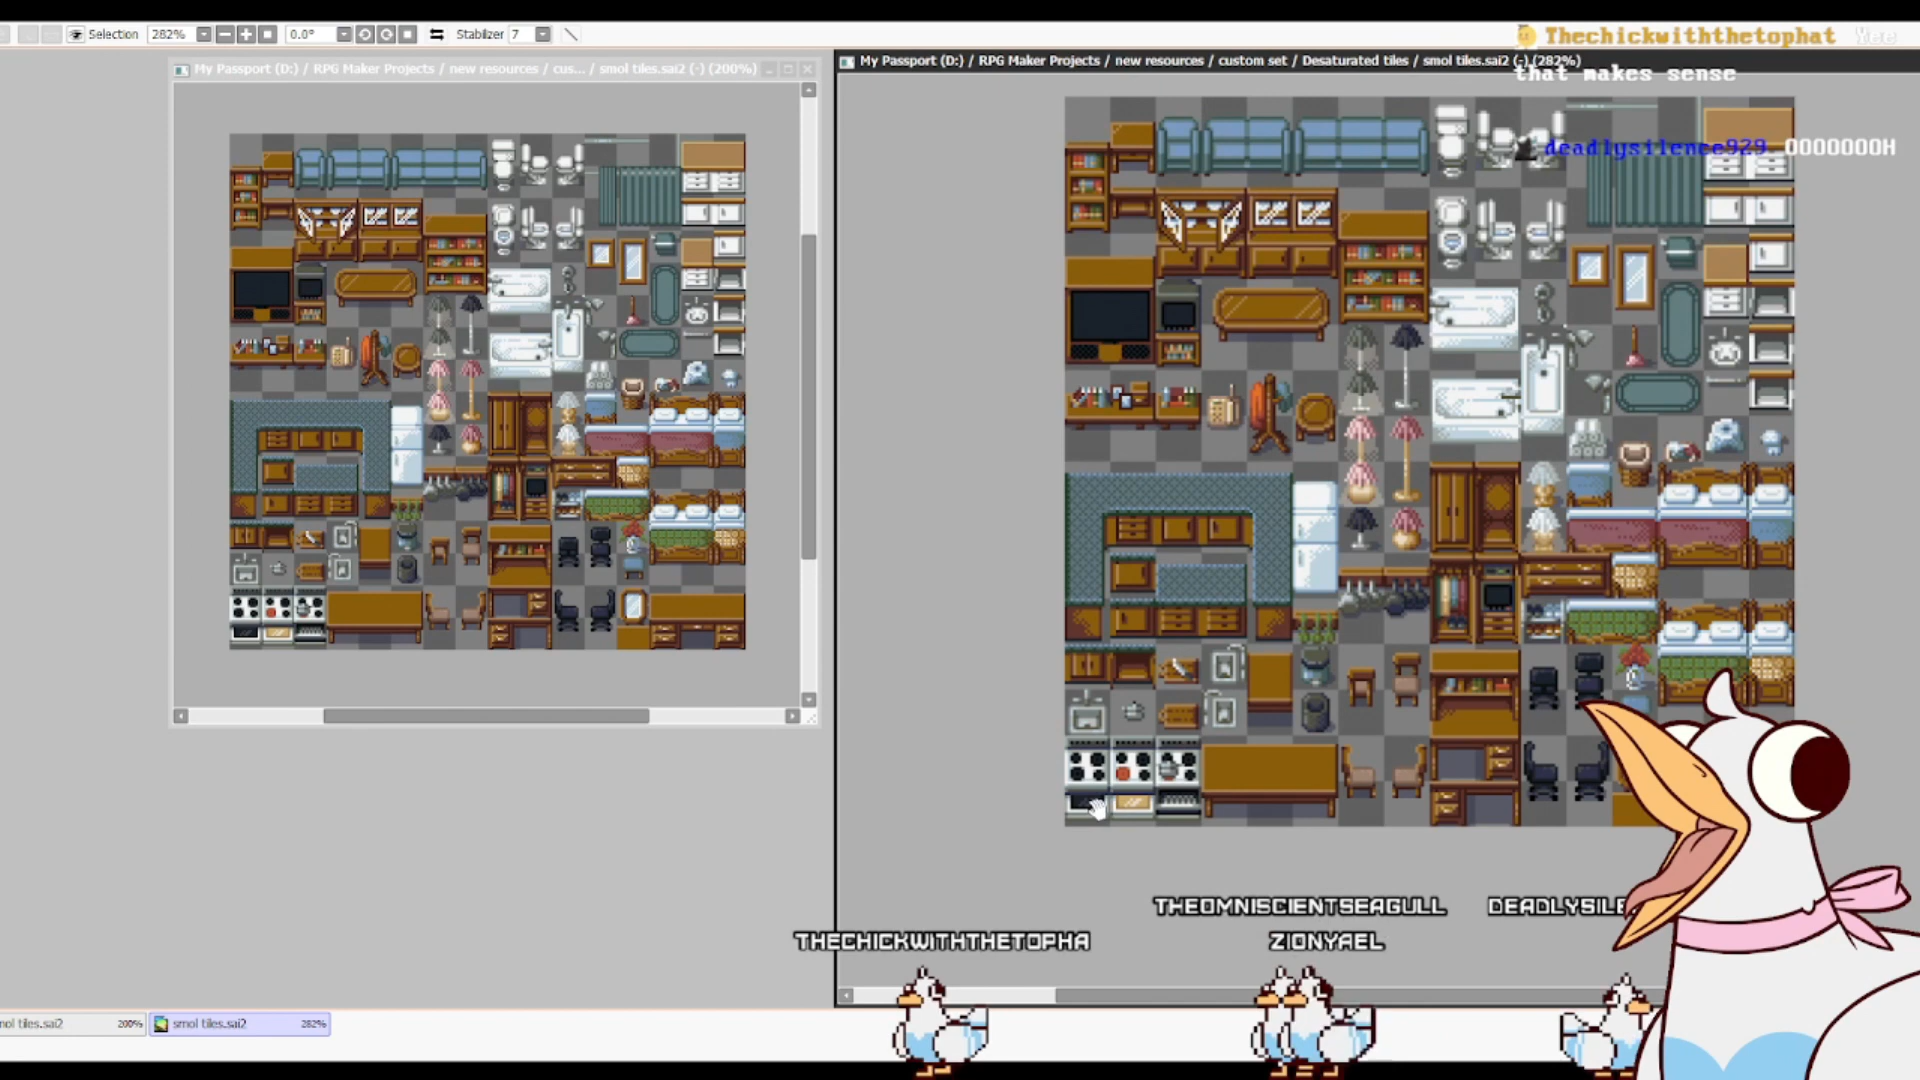 Selection 282% 0.0° Stabilizer 7
Thechickwiththetophat Yee
that makes sense
My Passport (D:) / RPG Maker Projects / new resources / cus... / smol tiles.sai2 (-) (200%)
My Passport (D:) / RPG Maker Projects / new resources / custom set / Desaturated tiles / smol tiles.sai2 (-) (282%)
deadlysilence929 OOOOOOOH
THEOMNISCIENTSEAGULL DEADLYSILE
THECHICKWITHTHETOPHA ZIONYAEL
mol tiles.sai2 200% smol tiles.sai2 282%